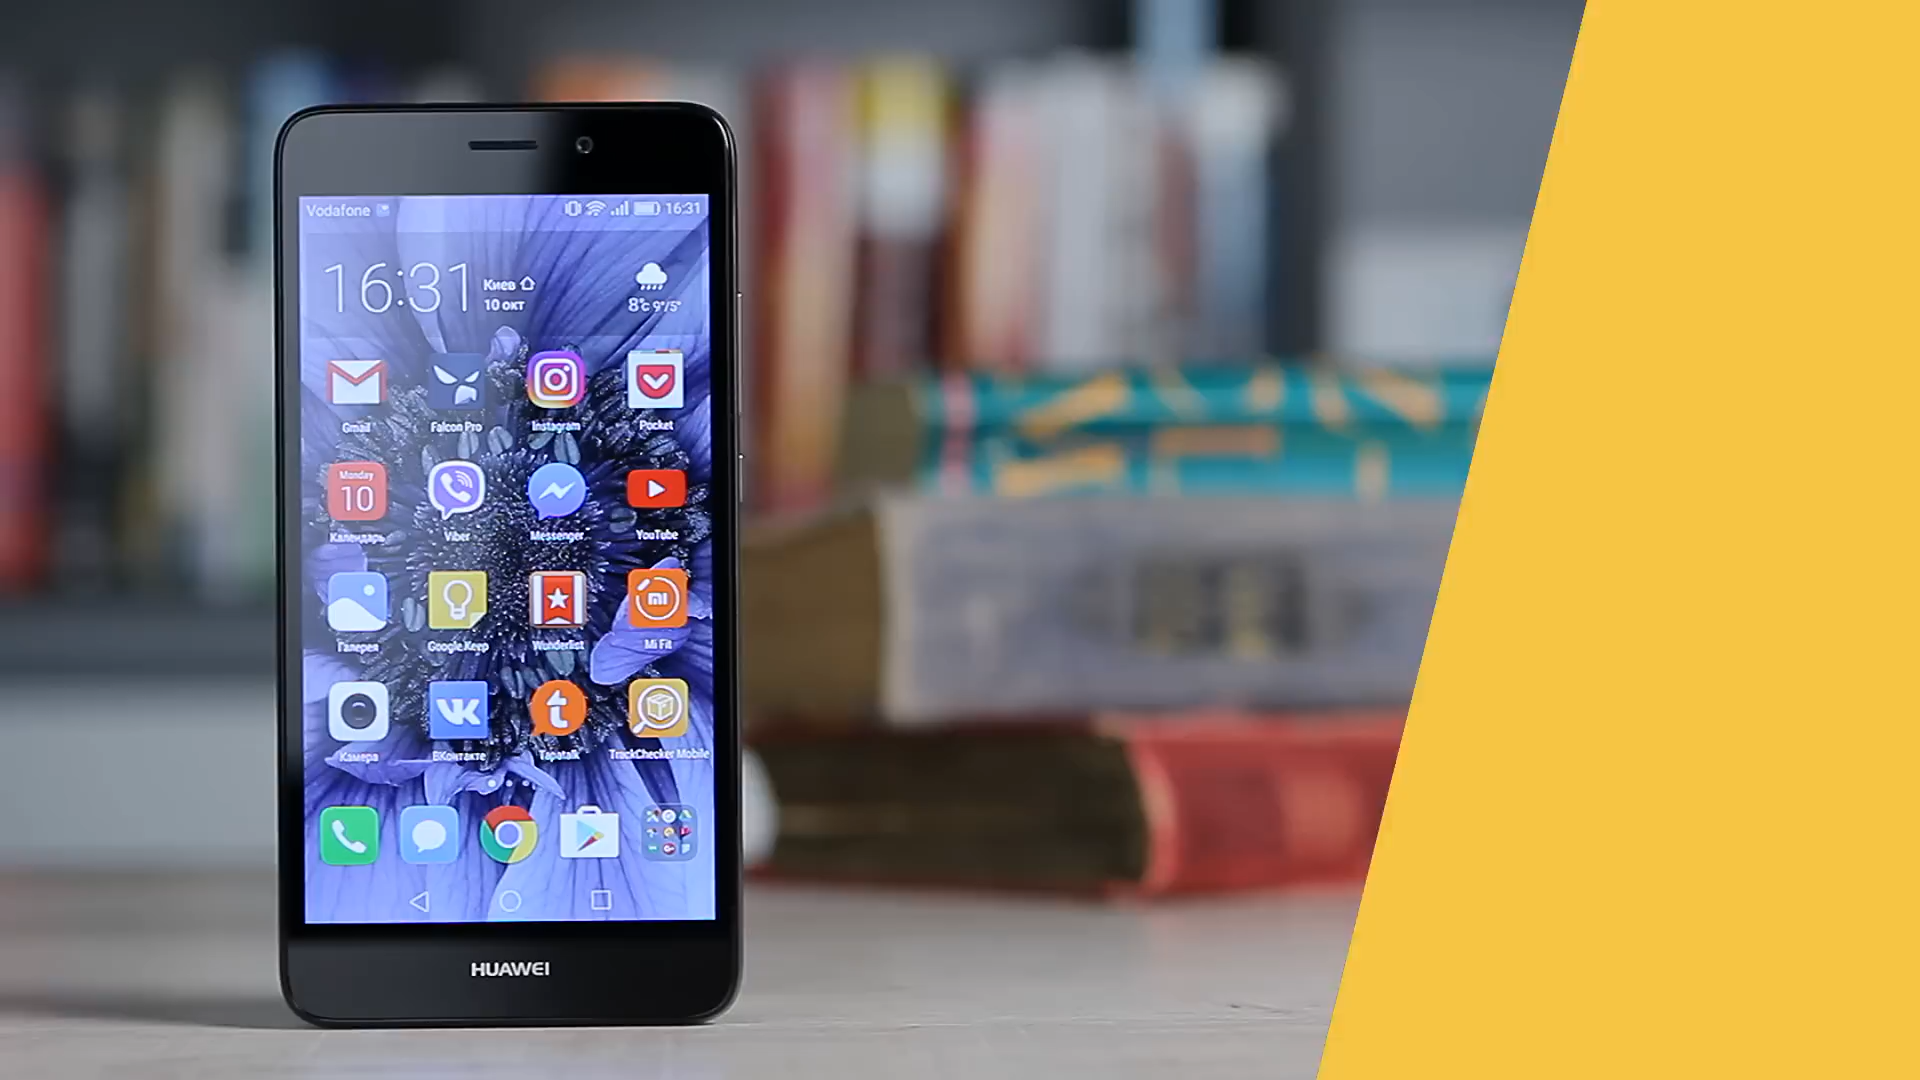 Vodafone 16:31
16:31 Киев
10 окт
8°c 9°/5°
Gmail Falcon Pro Instagram Pocket
Monday
10
Календарь Viber Messenger YouTube
mi
Галерея Google Keep Wunderlist Mi Fit
Камера ВКонтакте Tapatalk TrackChecker Mobile
HUAWEI